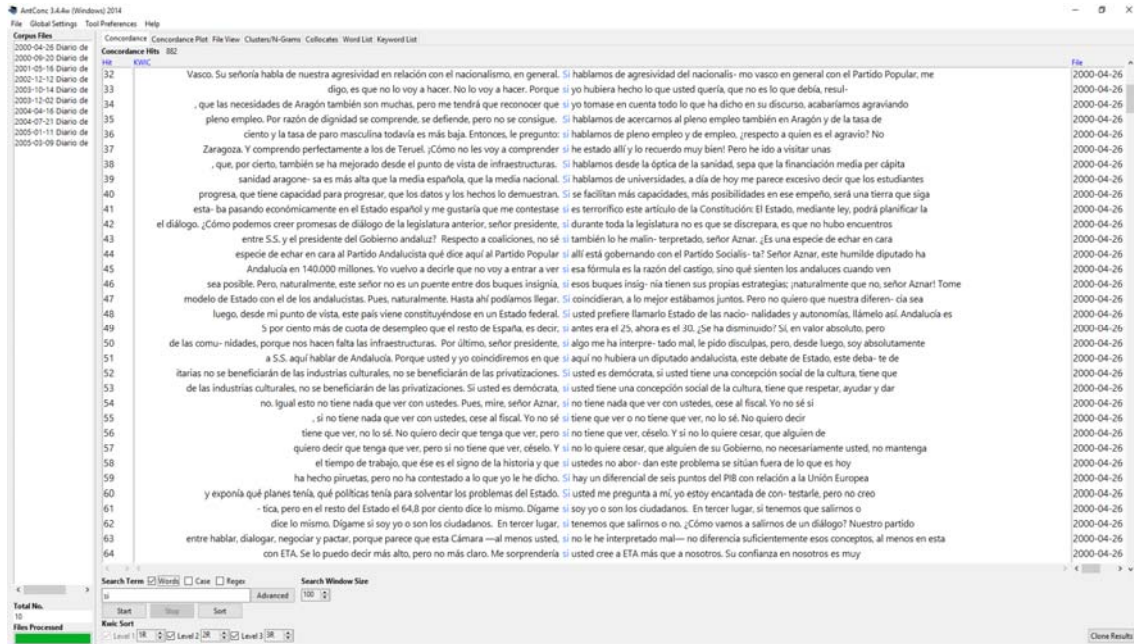 AntConc 3.4.4w (Windows) 2014
File Global Settings Tool Preferences Help
Corpus Files
2000-04-26 Diario de
2000-09-20 Diario de
2001-05-16 Diario de
2002-12-12 Diario de
2003-10-14 Diario de
2003-12-02 Diario de
2004-04-16 Diario de
2004-07-21 Diario de
2005-01-11 Diario de
2005-03-09 Diario de
Concordance Concordance Plot File View Clusters/N-Grams Collocates Word List Keyword List
Concordance Hits 882
Hit KWIC File
32 Vasco. Su señoría habla de nuestra agresividad en relación con el nacionalismo, en general. Si hablamos de agresividad del nacionalis- mo vasco en general con el Partido Popular, me 2000-04-26
33 digo, es que no lo voy a hacer. No lo voy a hacer. Porque si yo hubiera hecho lo que usted quería, que no es lo que debía, resul- 2000-04-26
34 , que las necesidades de Aragón también son muchas, pero me tendrá que reconocer que si yo tomase en cuenta todo lo que ha dicho en su discurso, acabaríamos agraviando 2000-04-26
35 pleno empleo. Por razón de dignidad se comprende, se defiende, pero no se consigue. Si hablamos de acercarnos al pleno empleo también en Aragón y de la tasa de 2000-04-26
36 ciento y la tasa de paro masculina todavía es más baja. Entonces, le pregunto: si hablamos de pleno empleo y de empleo, ¿respecto a quien es el agravio? No 2000-04-26
37 Zaragoza. Y comprendo perfectamente a los de Teruel. ¡Cómo no les voy a comprender si he estado allí y lo recuerdo muy bien! Pero he ido a visitar unas 2000-04-26
38 , que, por cierto, también se ha mejorado desde el punto de vista de infraestructuras. Si hablamos desde la óptica de la sanidad, sepa que la financiación media per cápita 2000-04-26
39 sanidad aragone- sa es más alta que la media española, que la media nacional. Si hablamos de universidades, a día de hoy me parece excesivo decir que los estudiantes 2000-04-26
40 progresa, que tiene capacidad para progresar, que los datos y los hechos lo demuestran. Si se facilitan más capacidades, más posibilidades en ese empeño, será una tierra que siga 2000-04-26
41 esta- ba pasando económicamente en el Estado español y me gustaría que me contestase si es terrorífico este artículo de la Constitución: El Estado, mediante ley, podrá planificar la 2000-04-26
42 el diálogo. ¿Cómo podemos creer promesas de diálogo de la legislatura anterior, señor presidente, si durante toda la legislatura no es que se discrepara, es que no hubo encuentros 2000-04-26
43 entre S.S. y el presidente del Gobierno andaluz? Respecto a coaliciones, no sé si también lo he malin- terpretado, señor Aznar. ¿Es una especie de echar en cara 2000-04-26
44 especie de echar en cara al Partido Andalucista qué dice aquí al Partido Popular si allí está gobernando con el Partido Socialis- ta? Señor Aznar, este humilde diputado ha 2000-04-26
45 Andalucía en 140.000 millones. Yo vuelvo a decirle que no voy a entrar a ver si esa fórmula es la razón del castigo, sino qué sienten los andaluces cuando ven 2000-04-26
46 sea posible. Pero, naturalmente, este señor no es un puente entre dos buques insignia, si esos buques insig- nia tienen sus propias estrategias; ¡naturalmente que no, señor Aznar! Tome 2000-04-26
47 modelo de Estado con el de los andalucistas. Pues, naturalmente. Hasta ahí podíamos llegar. Si coincidieran, a lo mejor estábamos juntos. Pero no quiero que nuestra diferen- cia sea 2000-04-26
48 luego, desde mi punto de vista, este país viene constituyéndose en un Estado federal. Si usted prefiere llamarlo Estado de las nacio- nalidades y autonomías, llámelo así. Andalucía es 2000-04-26
49 5 por ciento más de cuota de desempleo que el resto de España, es decir, si antes era el 25, ahora es el 30. ¿Se ha disminuido? Sí, en valor absoluto, pero 2000-04-26
50 de las comu- nidades, porque nos hacen falta las infraestructuras. Por último, señor presidente, si algo me ha interpre- tado mal, le pido disculpas, pero, desde luego, soy absolutamente 2000-04-26
51 a S.S. aquí hablar de Andalucía. Porque usted y yo coincidiremos en que si aquí no hubiera un diputado andalucista, este debate de Estado, este deba- te de 2000-04-26
52 itarias no se beneficiarán de las industrias culturales, no se beneficiarán de las privatizaciones. Si usted es demócrata, si usted tiene una concepción social de la cultura, tiene que 2000-04-26
53 de las industrias culturales, no se beneficiarán de las privatizaciones. Si usted es demócrata, si usted tiene una concepción social de la cultura, tiene que respetar, ayudar y dar 2000-04-26
54 no. Igual esto no tiene nada que ver con ustedes. Pues, mire, señor Aznar, si no tiene nada que ver con ustedes, cese al fiscal. Yo no sé si 2000-04-26
55 , si no tiene nada que ver con ustedes, cese al fiscal. Yo no sé si tiene que ver o no tiene que ver, no lo sé. No quiero decir 2000-04-26
56 tiene que ver, no lo sé. No quiero decir que tenga que ver, pero si no tiene que ver, céselo. Y si no lo quiere cesar, que alguien de 2000-04-26
57 quiero decir que tenga que ver, pero si no tiene que ver, céselo. Y si no lo quiere cesar, que alguien de su Gobierno, no necesariamente usted, no mantenga 2000-04-26
58 el tiempo de trabajo, que ése es el signo de la historia y que si ustedes no abor- dan este problema se sitúan fuera de lo que es hoy 2000-04-26
59 ha hecho piruetas, pero no ha contestado a lo que yo le he dicho. Si hay un diferencial de seis puntos del PIB con relación a la Unión Europea 2000-04-26
60 y exponía qué planes tenía, qué políticas tenía para solventar los problemas del Estado. Si usted me pregunta a mí, yo estoy encantada de con- testarle, pero no creo 2000-04-26
61 - tica, pero en el resto del Estado el 64,8 por ciento dice lo mismo. Dígame si soy yo o son los ciudadanos. En tercer lugar, si tenemos que salirnos o 2000-04-26
62 dice lo mismo. Dígame si soy yo o son los ciudadanos. En tercer lugar, si tenemos que salirnos o no. ¿Cómo vamos a salirnos de un diálogo? Nuestro partido 2000-04-26
63 entre hablar, dialogar, negociar y pactar, porque parece que esta Cámara —al menos usted, si no le he interpretado mal— no diferencia suficientemente esos conceptos, al menos en esta 2000-04-26
64 con ETA. Se lo puedo decir más alto, pero no más claro. Me sorprendería si usted cree a ETA más que a nosotros. Su confianza en nosotros es muy 2000-04-26
Search Term Words Case Regex Search Window Size
si Advanced 100
Start Stop Sort
Kwic Sort
Level 1 1R Level 2 2R Level 3 3R
Total No.
10
Files Processed
Clone Results